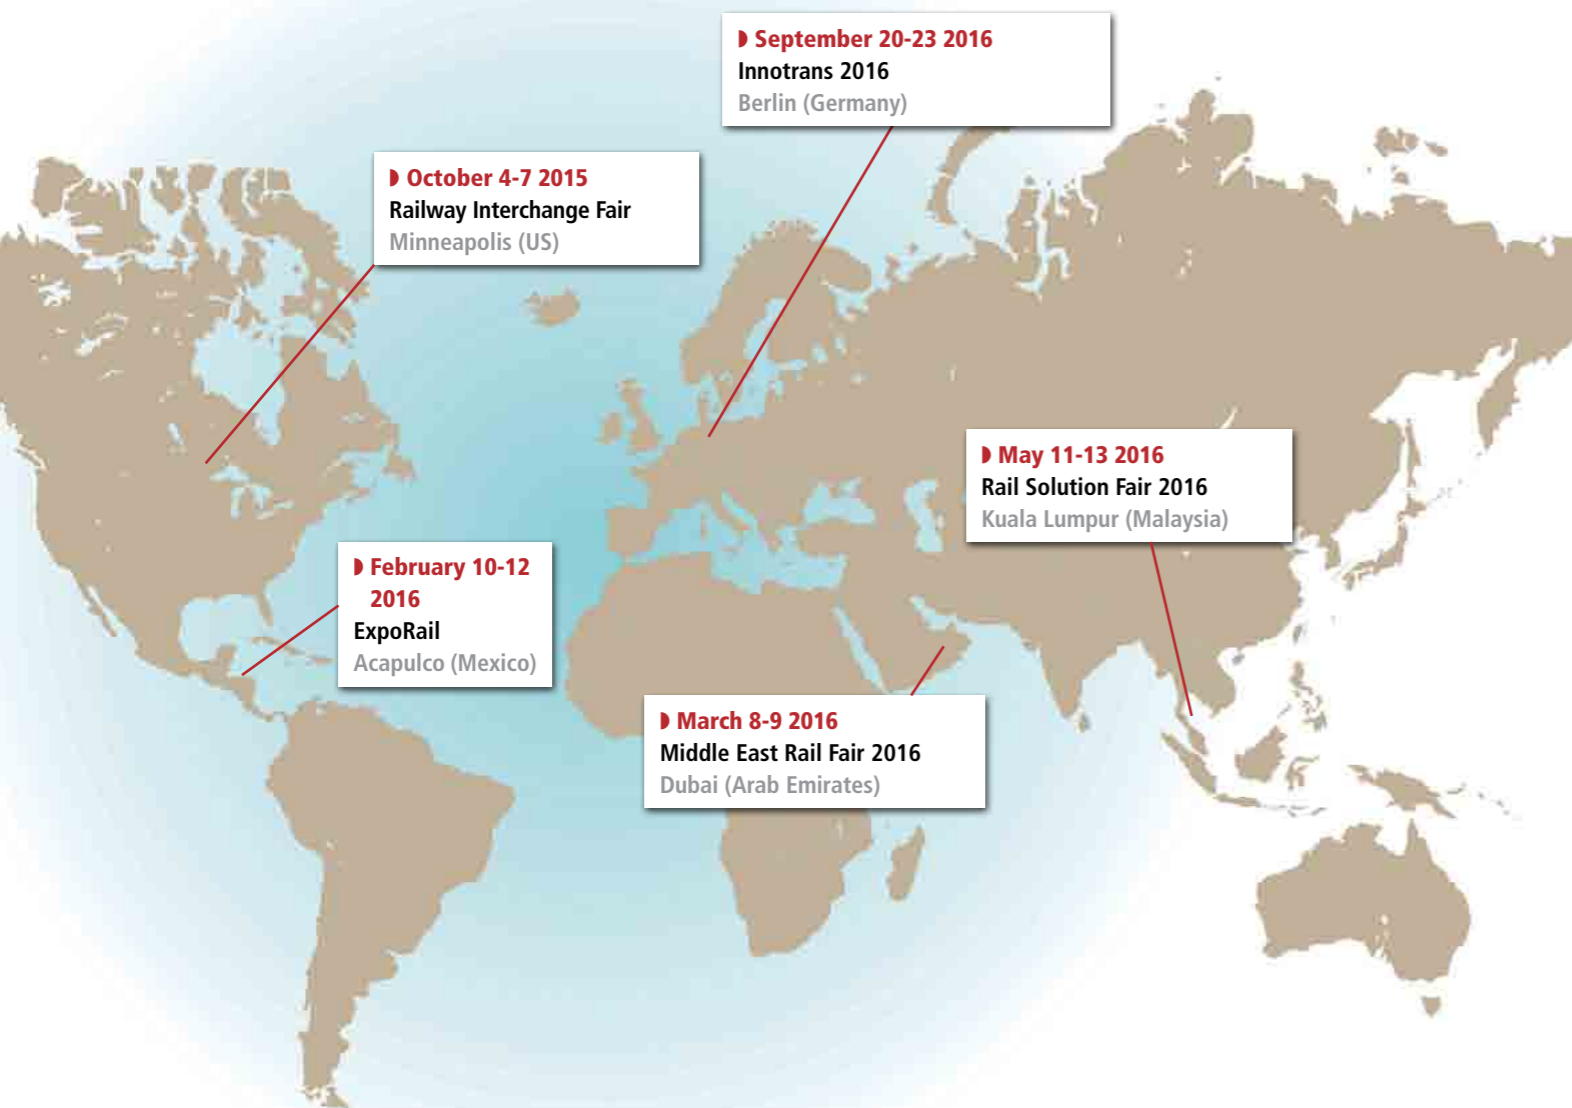 September 20-23 2016
Innotrans 2016
Berlin (Germany)
October 4-7 2015
Railway Interchange Fair
Minneapolis (US)
May 11-13 2016
Rail Solution Fair 2016
Kuala Lumpur (Malaysia)
February 10-12
2016
ExpoRail
Acapulco (Mexico)
March 8-9 2016
Middle East Rail Fair 2016
Dubai (Arab Emirates)